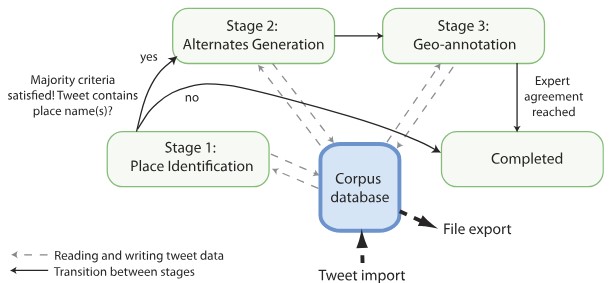 Stage 2:
Alternates Generation
Stage 3:
Geo-annotation
yes
Majority criteria
satisfied! Tweet contains
place name(s)?
no
Expert
agreement
reached
Stage 1:
Place Identification
Completed
Corpus
database
File export
Reading and writing tweet data
Transition between stages
Tweet import